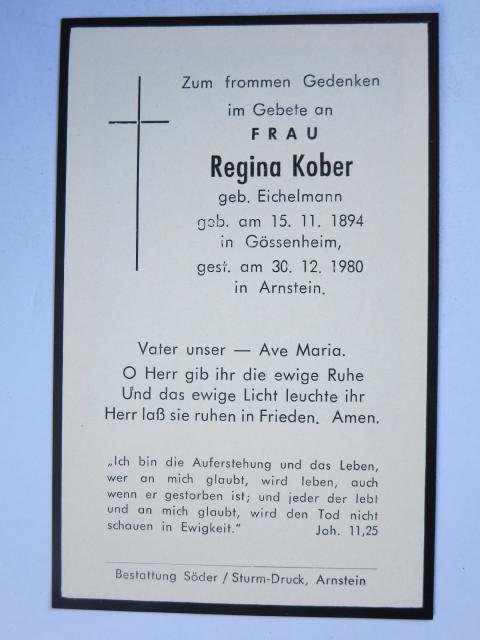 Zum frommen Gedenken
im Gebete an
FRAU
Regina Kober
geb. Eichelmann
geb. am 15. 11. 1894
in Gössenheim,
gest. am 30. 12. 1980
in Arnstein.
Vater unser — Ave Maria.
O Herr gib ihr die ewige Ruhe
Und das ewige Licht leuchte ihr
Herr laß sie ruhen in Frieden. Amen.
„Ich bin die Auferstehung und das Leben,
wer an mich glaubt, wird leben, auch
wenn er gestorben ist; und jeder der lebt
und an mich glaubt, wird den Tod nicht
schauen in Ewigkeit.“ Joh. 11,25
Bestattung Söder / Sturm-Druck, Arnstein